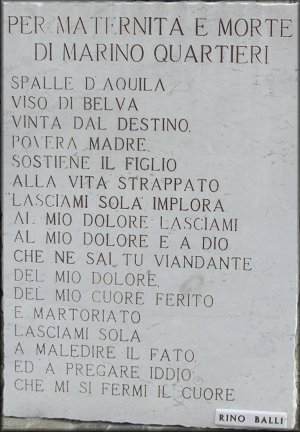 PER MATERNITÀ E MORTE
DI MARINO QUARTIERI
SPALLE D'AQUILA
VISO DI BELVA
VINTA DAL DESTINO,
POVERA MADRE,
SOSTIENE IL FIGLIO
ALLA VITA STRAPPATO
"LASCIAMI SOLA" IMPLORA
AL MIO DOLORE LASCIAMI
AL MIO DOLORE E A DIO
CHE NE SAI TU VIANDANTE
DEL MIO DOLORE,
DEL MIO CUORE FERITO
E MARTORIATO
LASCIAMI SOLA
A MALEDIRE IL FATO,
ED A PREGARE IDDIO
CHE MI SI FERMI IL CUORE
RINO BALLI